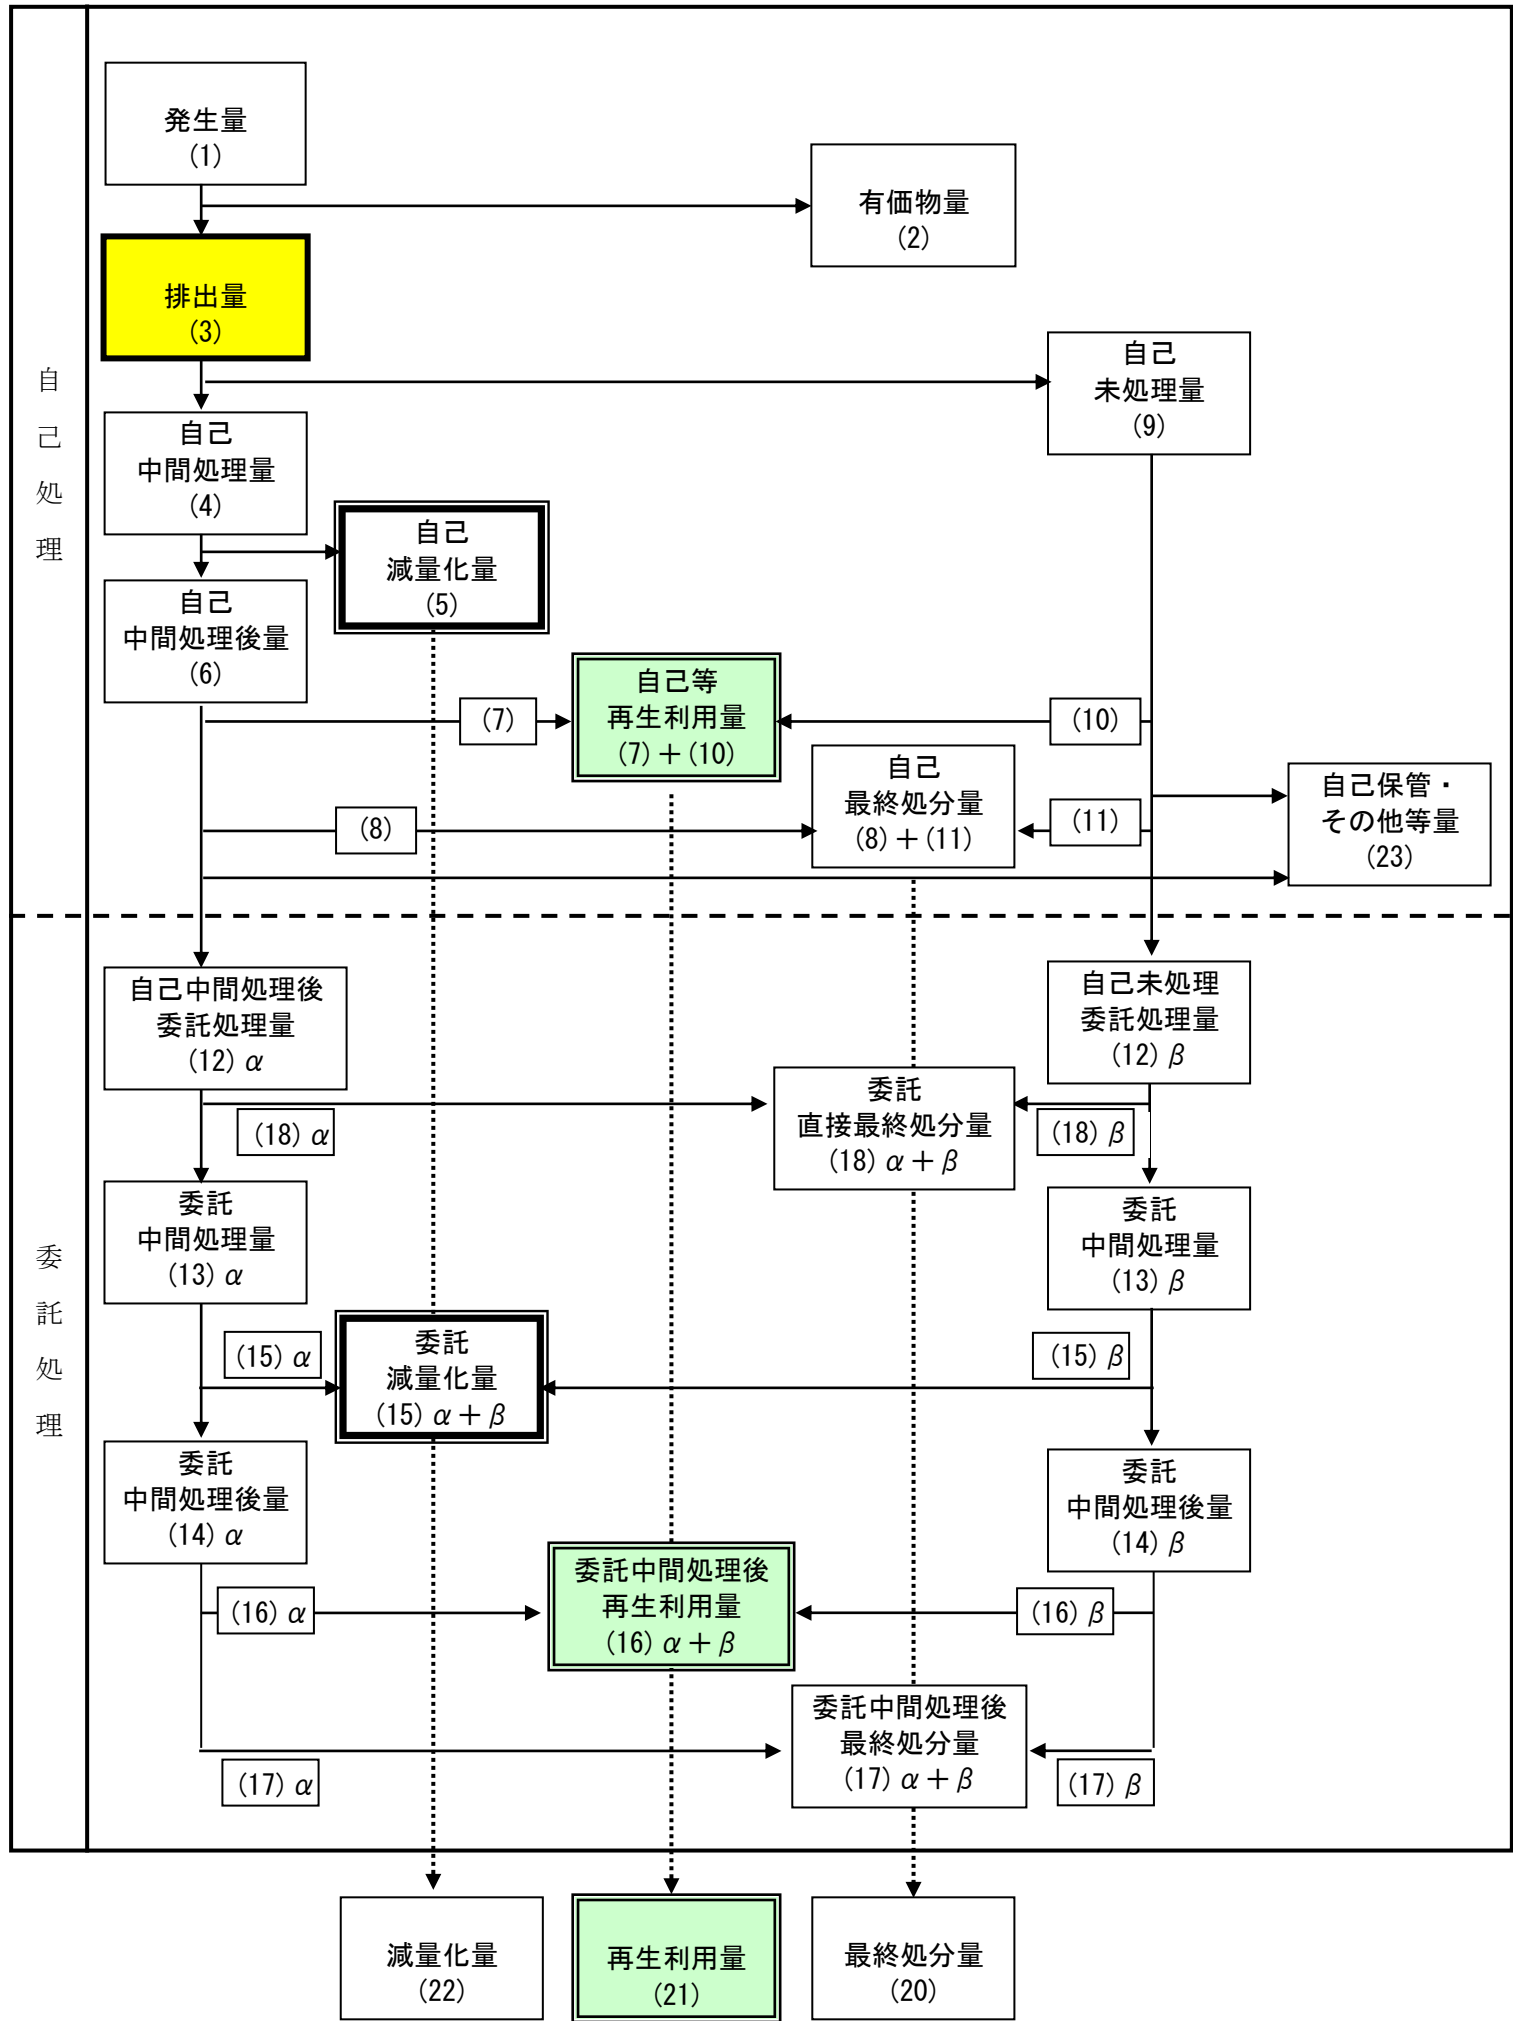 発生量
(1)
有価物量
(2)
排出量
(3)
自己
未処理量
(9)
自己処理
自己
中間処理量
(4)
自己
減量化量
(5)
自己
中間処理後量
(6)
自己等
再生利用量
(7)+(10)
(7)
(10)
自己
最終処分量
(8)+(11)
(8)
(11)
自己保管・
その他等量
(23)
自己中間処理後
委託処理量
(12)α
自己未処理
委託処理量
(12)β
委託
直接最終処分量
(18)α+β
(18)α
(18)β
委託処理
委託
中間処理量
(13)α
委託
中間処理量
(13)β
(15)α
委託
減量化量
(15)α+β
(15)β
委託
中間処理後量
(14)α
委託
中間処理後量
(14)β
委託中間処理後
再生利用量
(16)α+β
(16)α
(16)β
委託中間処理後
最終処分量
(17)α+β
(17)α
(17)β
減量化量
(22)
再生利用量
(21)
最終処分量
(20)